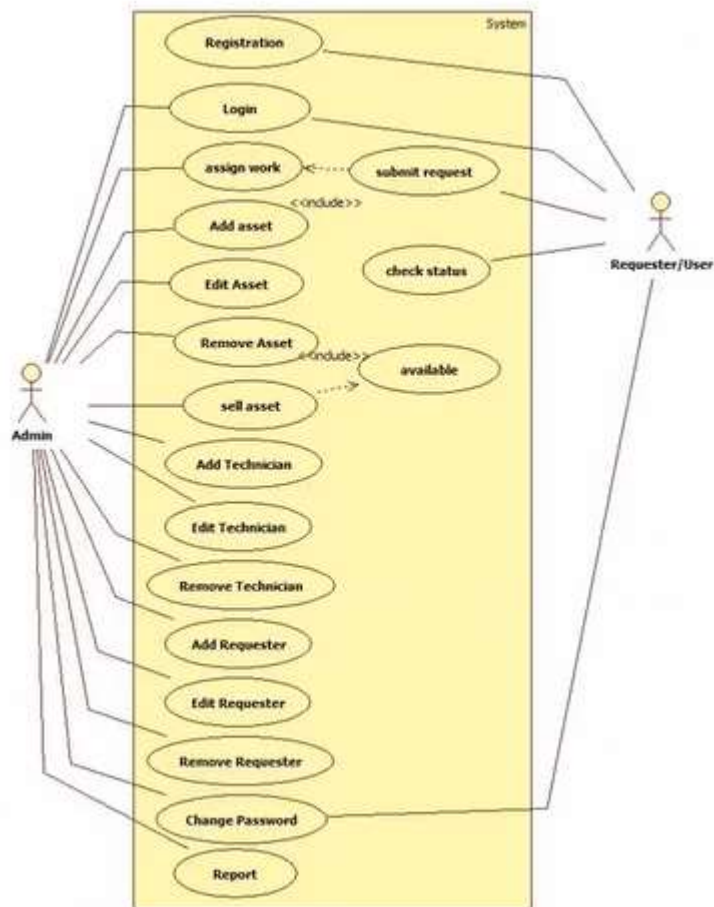 System
Registration
Login
assign work
submit request
<<include>>
Add asset
Requester/User
check status
Edit Asset
Remove Asset
<<include>>
available
sell asset
Admin
Add Technician
Edit Technician
Remove Technician
Add Requester
Edit Requester
Remove Requester
Change Password
Report